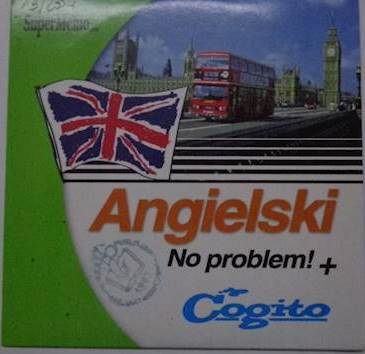 SuperMemo
Angielski
No problem! +
Cogito